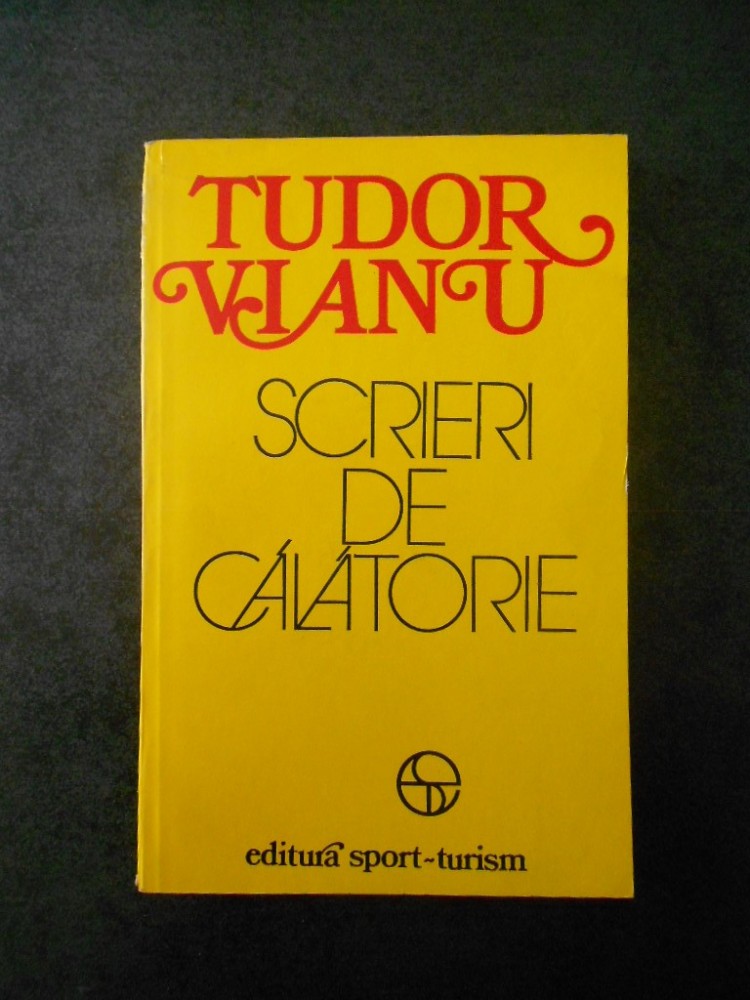 TUDOR
VIANU
SCRIERI
DE
CĂLĂTORIE
editura sport~turism